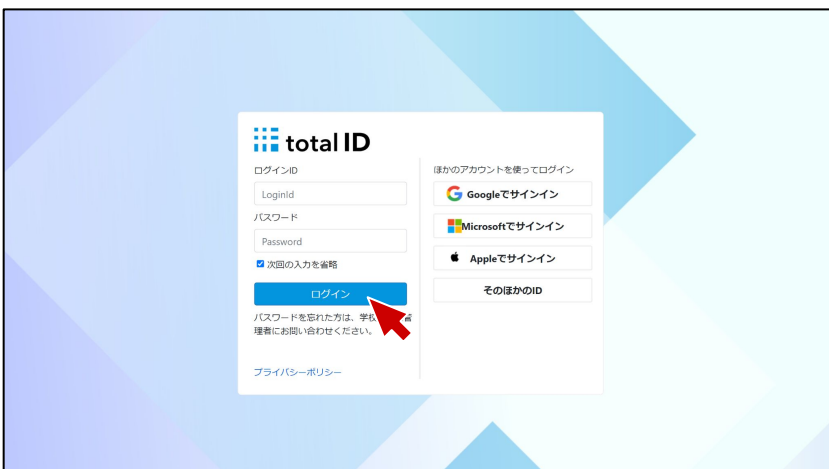 total ID
ログインID
LoginId
パスワード
Password
次回の入力を省略
ログイン
パスワードを忘れた方は、学校
理者にお問い合わせください。
プライバシーポリシー
ほかのアカウントを使ってログイン
Googleでサインイン
Microsoftでサインイン
Appleでサインイン
そのほかのID